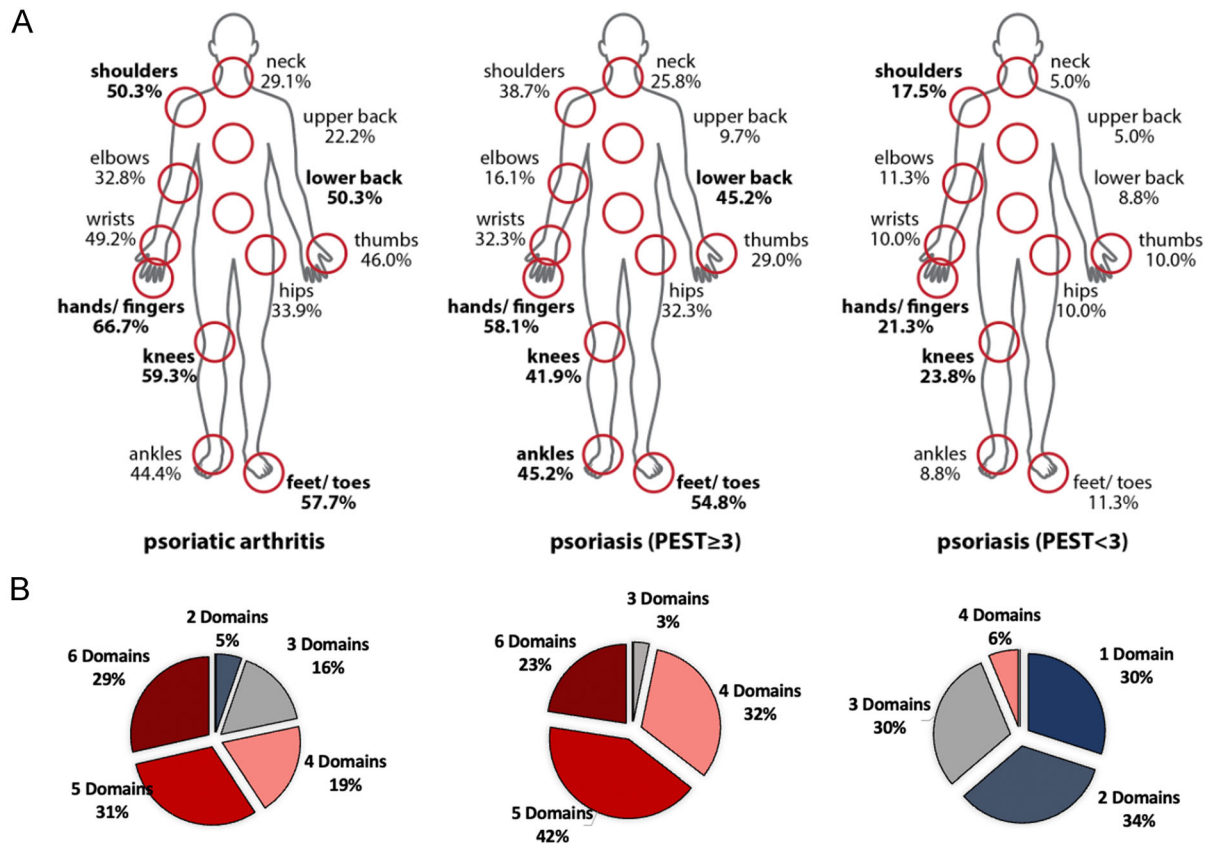 A
neck
29.1%
shoulders
50.3%
upper back
22.2%
elbows
32.8%
lower back
50.3%
wrists
49.2%
thumbs
46.0%
hands/ fingers
66.7%
hips
33.9%
knees
59.3%
ankles
44.4%
feet/ toes
57.7%
psoriatic arthritis
neck
25.8%
shoulders
38.7%
upper back
9.7%
elbows
16.1%
lower back
45.2%
wrists
32.3%
thumbs
29.0%
hands/ fingers
58.1%
hips
32.3%
knees
41.9%
ankles
45.2%
feet/ toes
54.8%
psoriasis (PEST≥3)
neck
5.0%
shoulders
17.5%
upper back
5.0%
elbows
11.3%
lower back
8.8%
wrists
10.0%
thumbs
10.0%
hands/ fingers
21.3%
hips
10.0%
knees
23.8%
ankles
8.8%
feet/ toes
11.3%
psoriasis (PEST<3)
B
2 Domains
5%
3 Domains
16%
6 Domains
29%
4 Domains
19%
5 Domains
31%
3 Domains
3%
6 Domains
23%
4 Domains
32%
5 Domains
42%
4 Domains
6%
1 Domain
30%
3 Domains
30%
2 Domains
34%